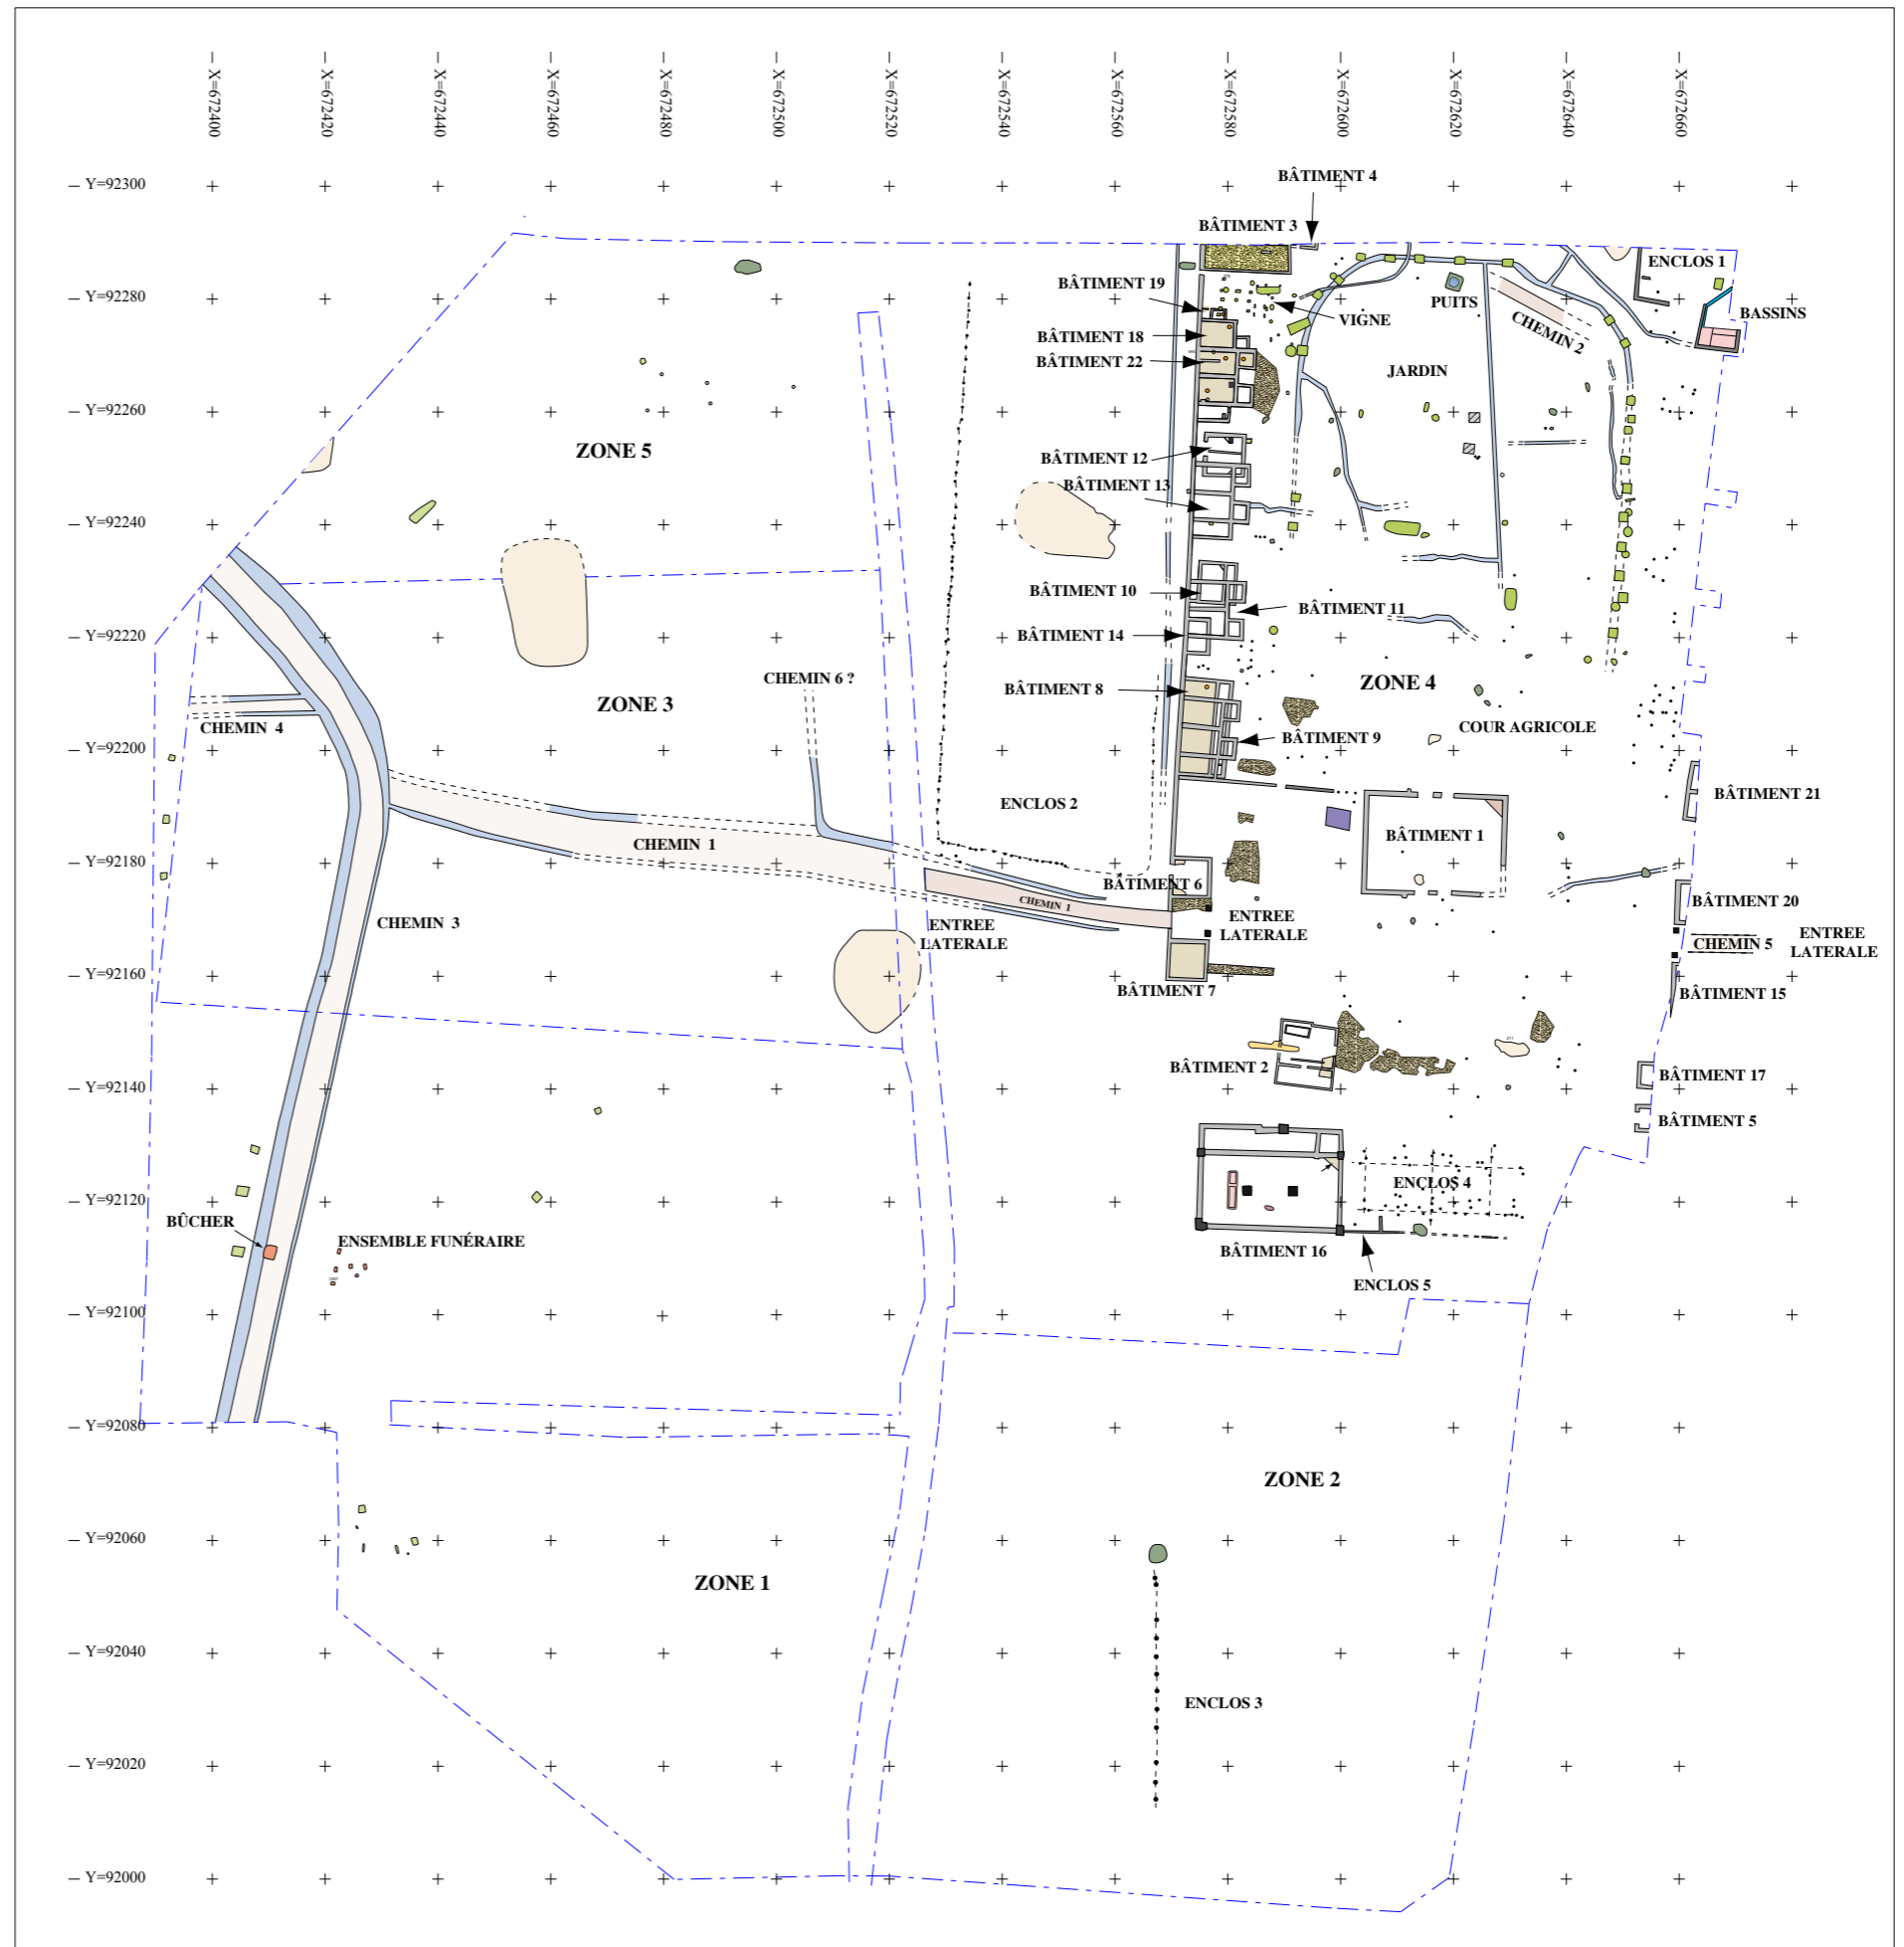 X=672400
X=672420
X=672440
X=672460
X=672480
X=672500
X=672520
X=672540
X=672560
X=672580
X=672600
X=672620
X=672640
X=672660
Y=92300
BÂTIMENT 4
BÂTIMENT 3
ENCLOS 1
BÂTIMENT 19
Y=92280
PUITS
BASSINS
VIGNE
CHEMIN 2
BÂTIMENT 18
BÂTIMENT 22
JARDIN
Y=92260
ZONE 5
BÂTIMENT 12
BÂTIMENT 13
Y=92240
BÂTIMENT 10
BÂTIMENT 11
BÂTIMENT 14
Y=92220
CHEMIN 6 ?
ZONE 4
BÂTIMENT 8
ZONE 3
CHEMIN 4
COUR AGRICOLE
BÂTIMENT 9
Y=92200
BÂTIMENT 21
ENCLOS 2
BÂTIMENT 1
CHEMIN 1
Y=92180
BÂTIMENT 6
BÂTIMENT 20
CHEMIN 1
CHEMIN 3
ENTREE
LATERALE
ENTREE
LATERALE
CHEMIN 5
ENTREE
LATERALE
Y=92160
BÂTIMENT 7
BÂTIMENT 15
217
BÂTIMENT 2
BÂTIMENT 17
Y=92140
BÂTIMENT 5
ENCLOS 4
Y=92120
BÛCHER
ENSEMBLE FUNÉRAIRE
BÂTIMENT 16
ENCLOS 5
Y=92100
Y=92080
ZONE 2
Y=92060
ZONE 1
Y=92040
ENCLOS 3
Y=92020
Y=92000